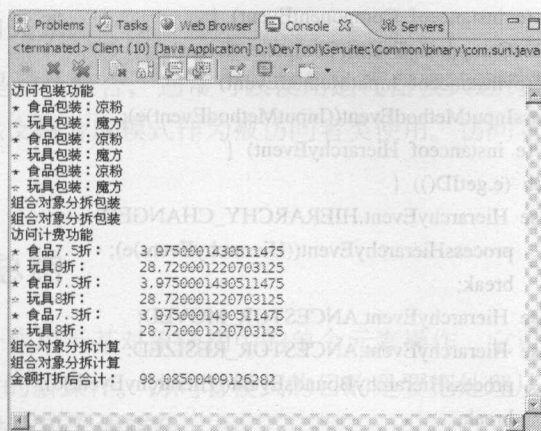 Problems Tasks Web Browser Console Servers
<terminated> Client (10) [Java Application] D:\DevTool\Genuitec\Common\binary\com.sun.java
访问包装功能
★ 食品包装：凉粉
☆ 玩具包装：魔方
★ 食品包装：凉粉
☆ 玩具包装：魔方
★ 食品包装：凉粉
☆ 玩具包装：魔方
组合对象分拆包装
组合对象分拆包装
访问计费功能
★ 食品7.5折： 3.9750001430511475
☆ 玩具8折： 28.720001220703125
★ 食品7.5折： 3.9750001430511475
☆ 玩具8折： 28.720001220703125
★ 食品7.5折： 3.9750001430511475
☆ 玩具8折： 28.720001220703125
组合对象分拆计算
组合对象分拆计算
金额打折后合计： 98.08500409126282